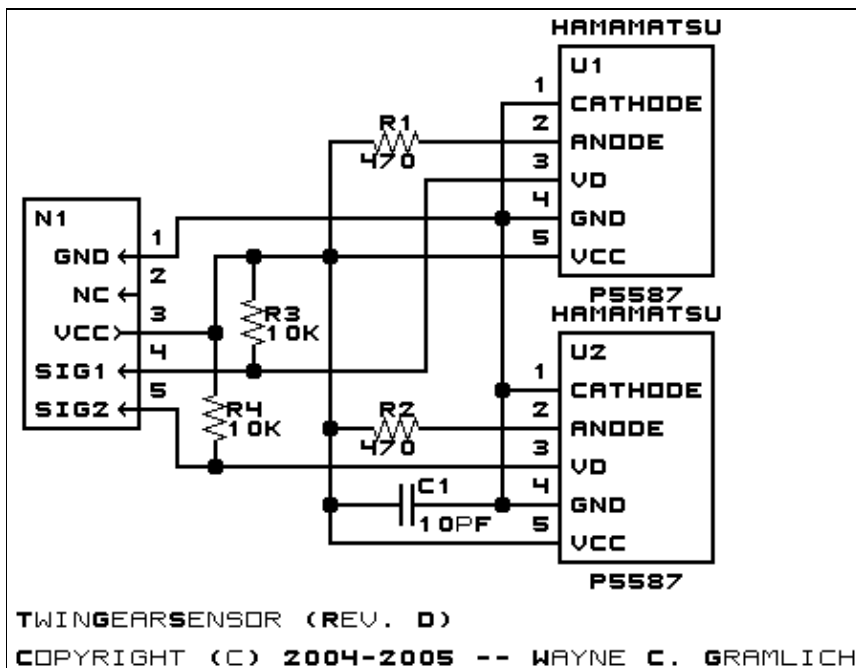 HAMAMATSU
U1
1 CATHODE
2 ANODE
3 VD
4 GND
5 VCC
P5587
R1
470
N1
GND 1
NC 2
VCC 3
SIG1 4
SIG2 5
R3
10K
R4
10K
HAMAMATSU
U2
1 CATHODE
2 ANODE
3 VD
4 GND
5 VCC
P5587
R2
470
C1
10PF
TWINGEARSENSOR (REV. D)
COPYRIGHT (C) 2004-2005 -- WAYNE C. GRAMLICH